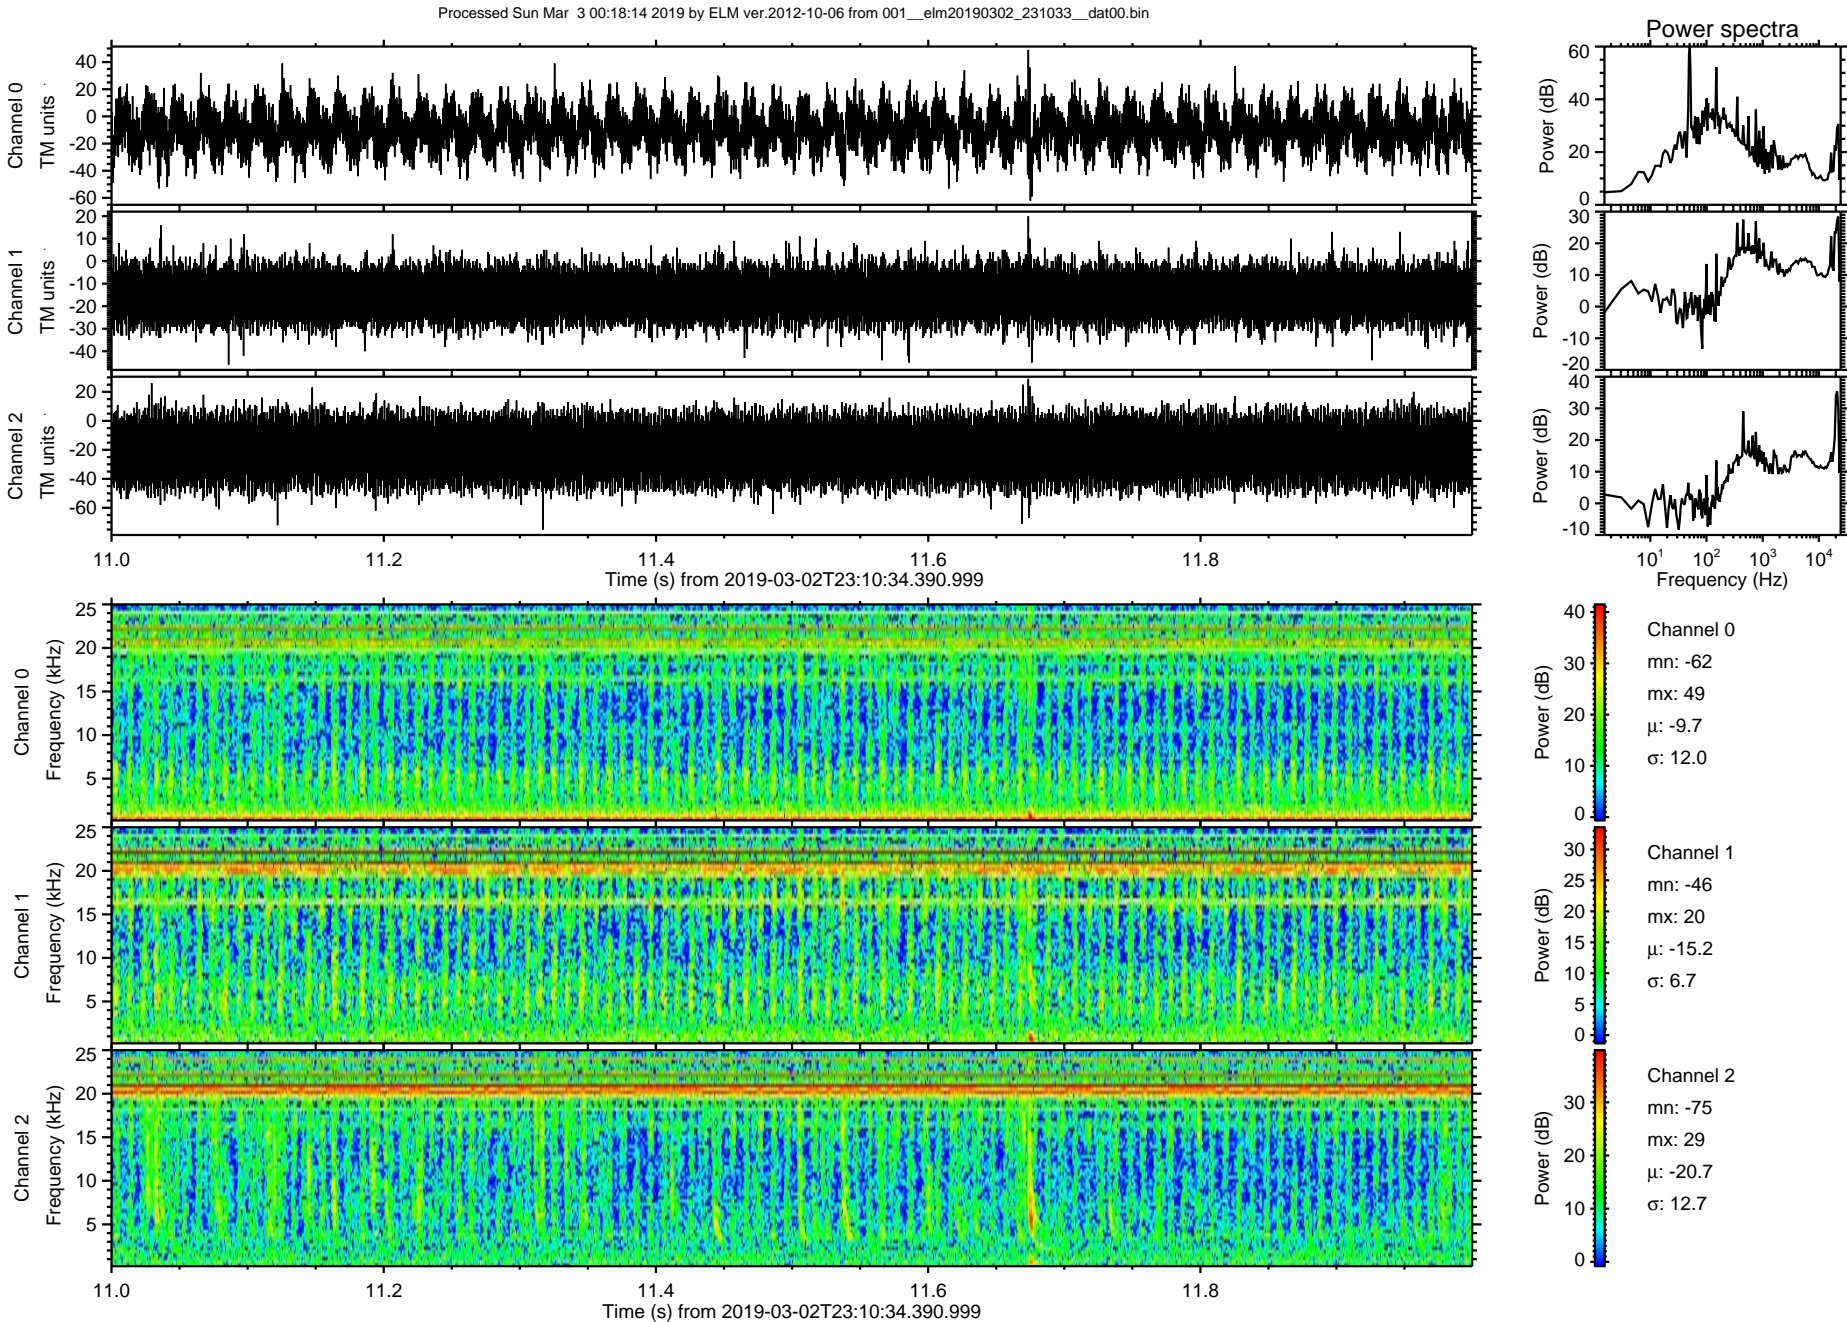 Processed Sun Mar 3 00:18:14 2019 by ELM ver.2012-10-06 from 001__elm20190302_231033__dat00.bin
Power spectra
Channel 0
TM units
40
20
0
-20
-40
-60
Power (dB)
60
40
20
0
Channel 1
TM units
20
10
0
-10
-20
-30
-40
Power (dB)
30
20
10
0
-10
-20
Channel 2
TM units
20
0
-20
-40
-60
Power (dB)
40
30
20
10
0
-10
11.0 11.2 11.4 11.6 11.8
Time (s) from 2019-03-02T23:10:34.390.999
10^1 10^2 10^3 10^4
Frequency (Hz)
Channel 0
Frequency (kHz)
25
20
15
10
5
Power (dB)
40
30
20
10
0
Channel 0
mn: -62
mx: 49
μ: -9.7
σ: 12.0
Channel 1
Frequency (kHz)
25
20
15
10
5
Power (dB)
30
25
20
15
10
5
0
Channel 1
mn: -46
mx: 20
μ: -15.2
σ: 6.7
Channel 2
Frequency (kHz)
25
20
15
10
5
Power (dB)
30
20
10
0
Channel 2
mn: -75
mx: 29
μ: -20.7
σ: 12.7
11.0 11.2 11.4 11.6 11.8
Time (s) from 2019-03-02T23:10:34.390.999